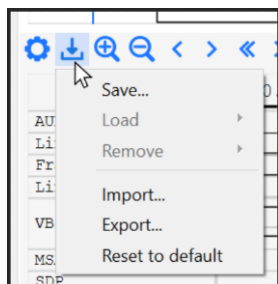 Save...
AU
Load
Li
Remove
Fr
Li
Import...
VB
Export...
Reset to default
MS
SDP